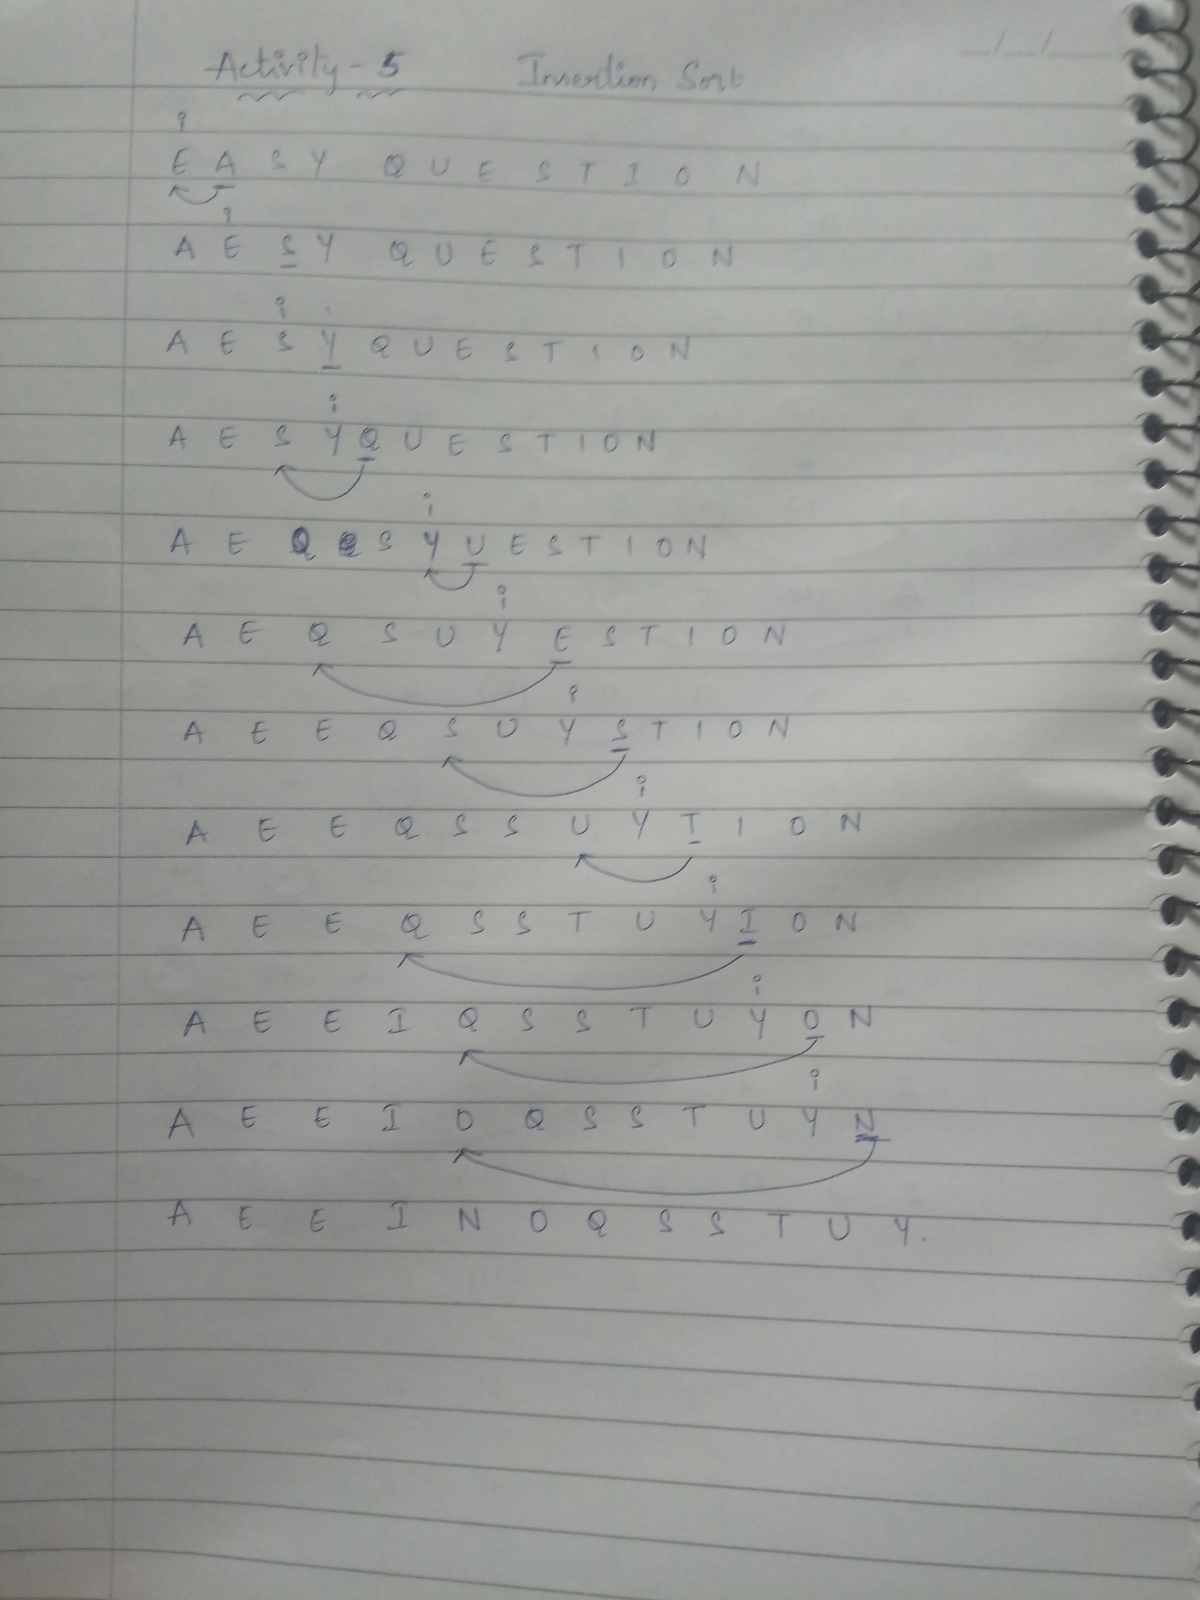 Activity - 5 Insertion Sort
_/_/_
i
E A S Y Q U E S T I O N
i
A E S Y Q U E S T I O N
i
A E S Y Q U E S T I O N
i
A E S Y Q U E S T I O N
i
A E Q S Y U E S T I O N
i
A E Q S U Y E S T I O N
i
A E E Q S U Y S T I O N
i
A E E Q S S U Y T I O N
i
A E E Q S S T U Y I O N
i
A E E I Q S S T U Y O N
i
A E E I O Q S S T U Y N
A E E I N O Q S S T U Y.